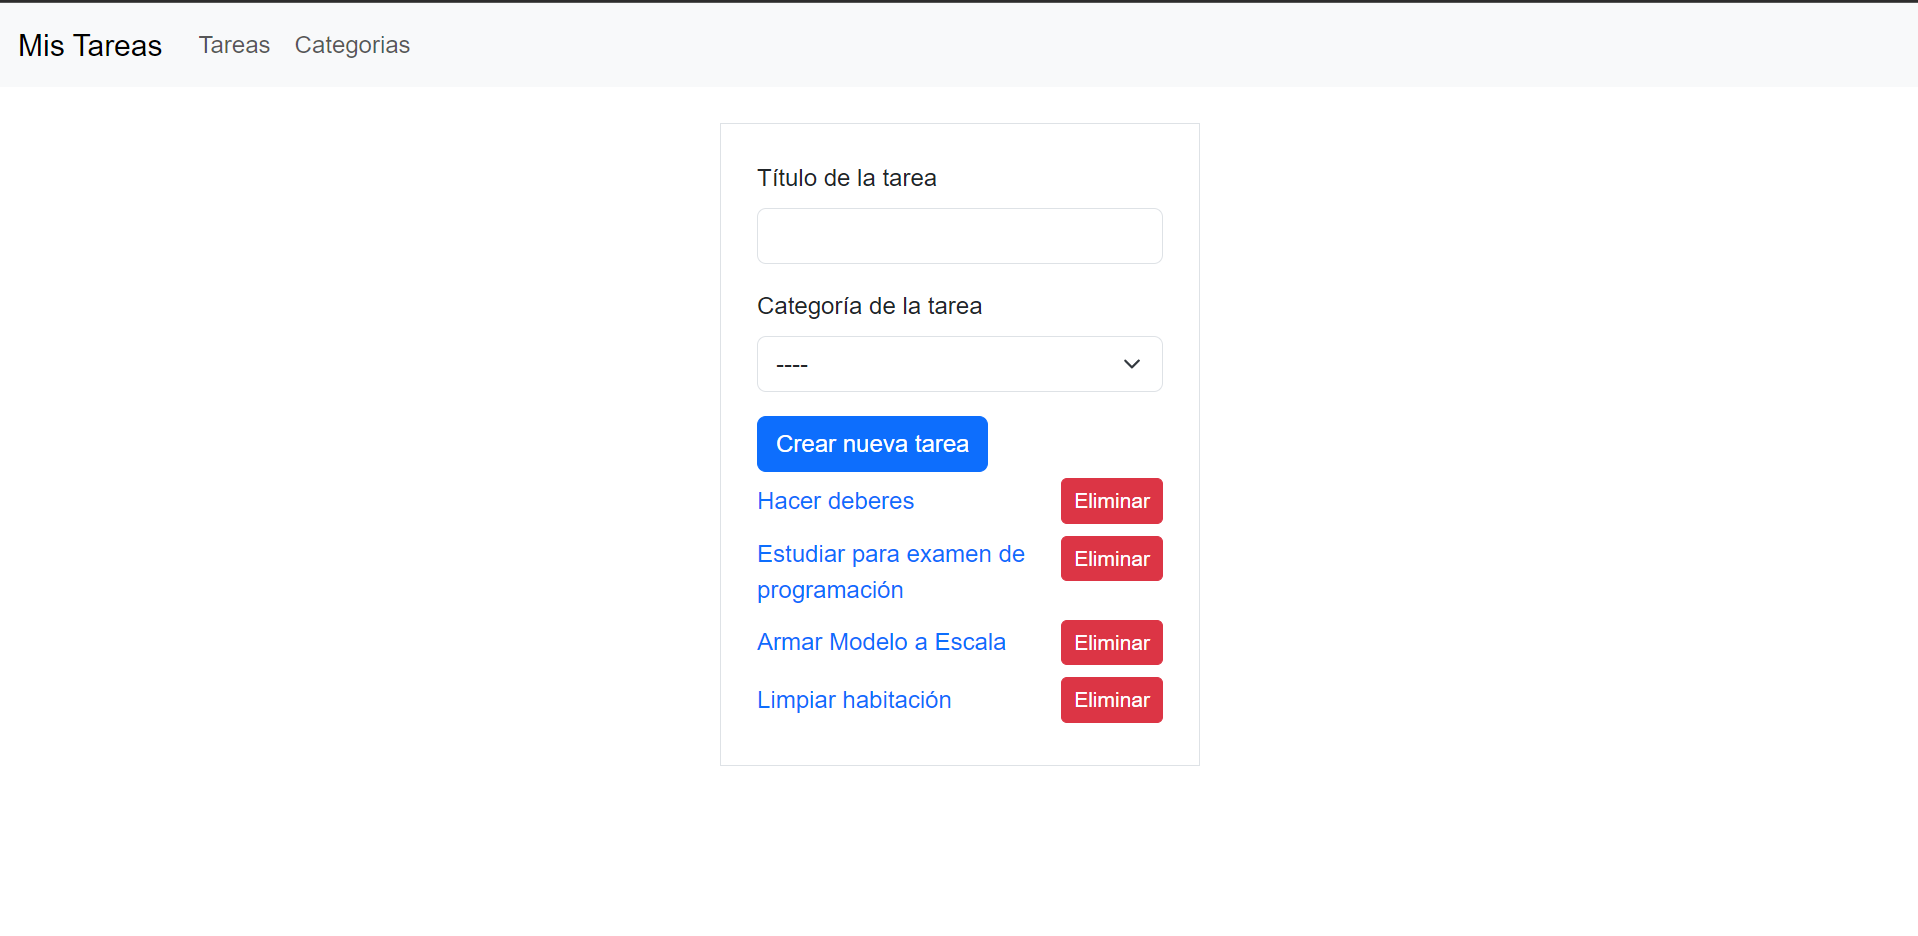 Mis Tareas Tareas Categorias
Título de la tarea
Categoría de la tarea
----
Crear nueva tarea
Hacer deberes Eliminar
Estudiar para examen de Eliminar
programación
Armar Modelo a Escala Eliminar
Limpiar habitación Eliminar